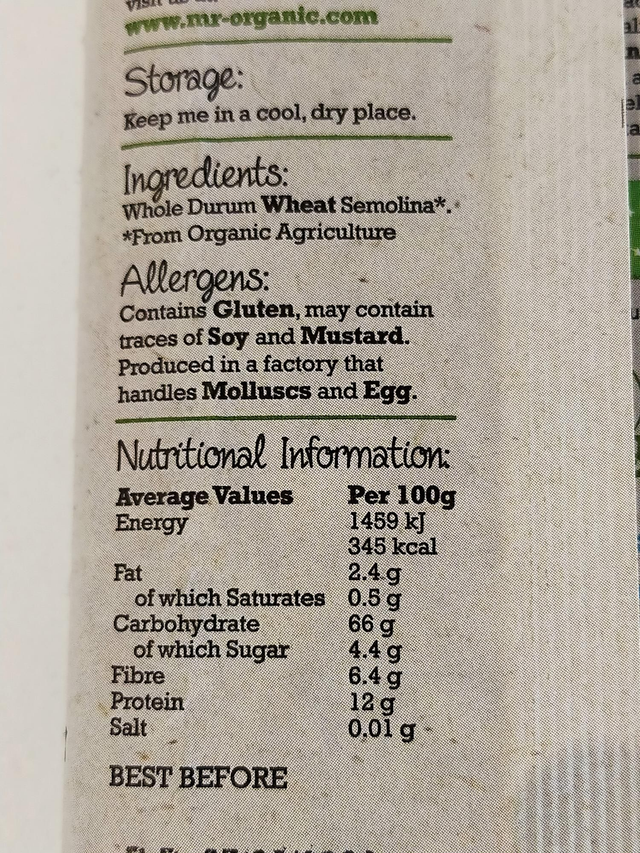 www.mr-organic.com
Storage:
Keep me in a cool, dry place.
Ingredients:
Whole Durum Wheat Semolina*.
*From Organic Agriculture
Allergens:
Contains Gluten, may contain
traces of Soy and Mustard.
Produced in a factory that
handles Molluscs and Egg.
Nutritional Information:
Average Values Per 100g
Energy 1459 kJ
345 kcal
Fat 2.4 g
of which Saturates 0.5 g
Carbohydrate 66 g
of which Sugar 4.4 g
Fibre 6.4 g
Protein 12 g
Salt 0.01 g
BEST BEFORE